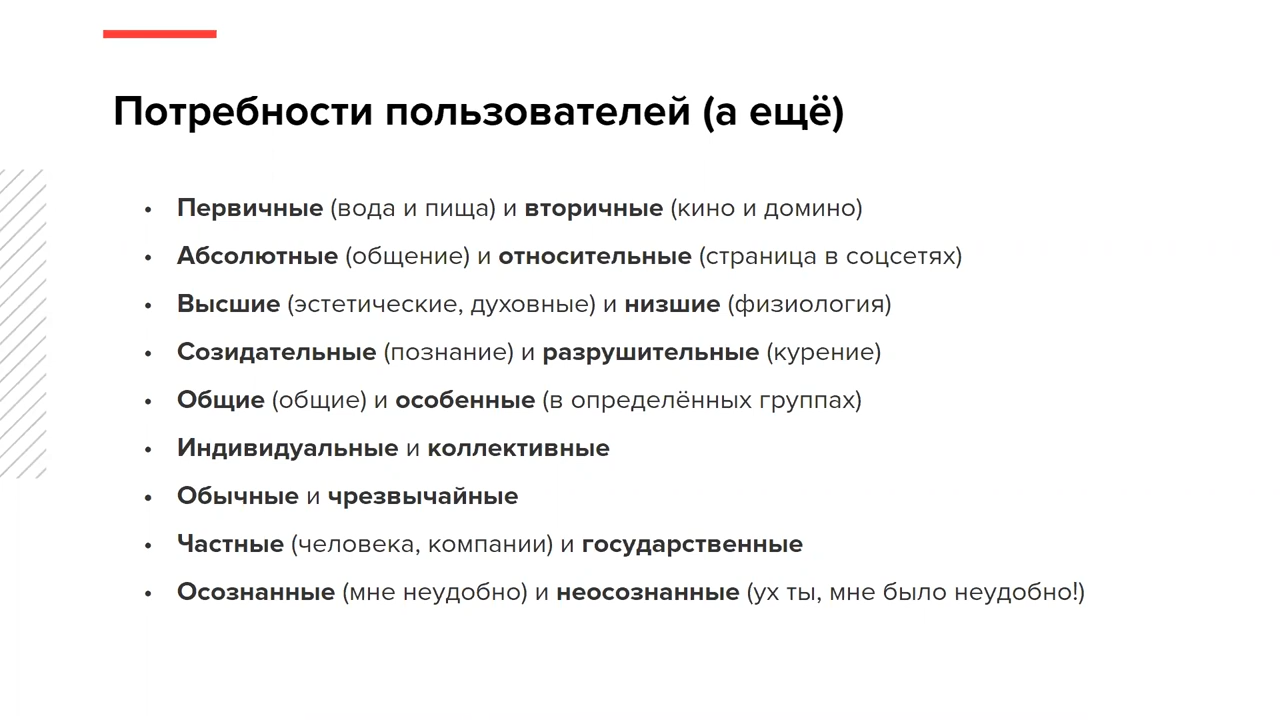 Потребности пользователей (а ещё)
• Первичные (вода и пища) и вторичные (кино и домино)
• Абсолютные (общение) и относительные (страница в соцсетях)
• Высшие (эстетические, духовные) и низшие (физиология)
• Созидательные (познание) и разрушительные (курение)
• Общие (общие) и особенные (в определённых группах)
• Индивидуальные и коллективные
• Обычные и чрезвычайные
• Частные (человека, компании) и государственные
• Осознанные (мне неудобно) и неосознанные (ух ты, мне было неудобно!)